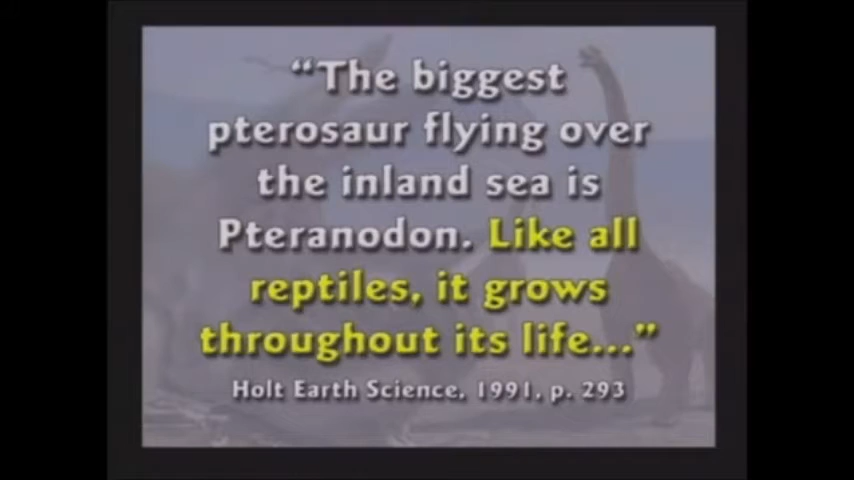 “The biggest
pterosaur flying over
the inland sea is
Pteranodon. Like all
reptiles, it grows
throughout its life...”
Holt Earth Science, 1991, p. 293